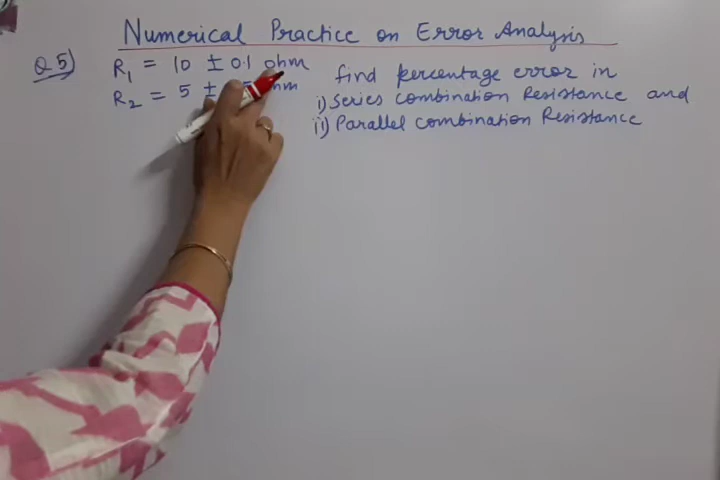 Numerical Practice on Error Analysis
Q 5) R1 = 10 ± 0.1 ohm find percentage error in
R2 = 5 ±
i) Series combination Resistance and
ii) Parallel combination Resistance